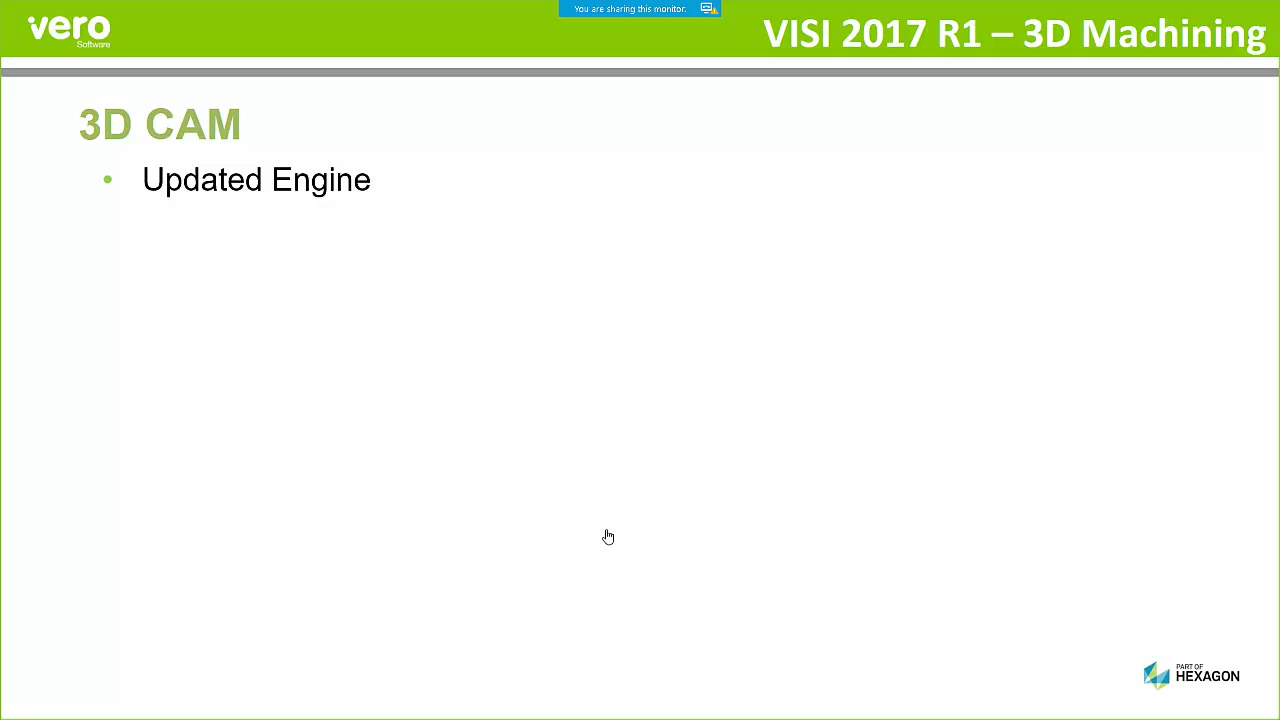 You are sharing this monitor.
vero
Software
VISI 2017 R1 – 3D Machining
3D CAM
• Updated Engine
PART OF
HEXAGON